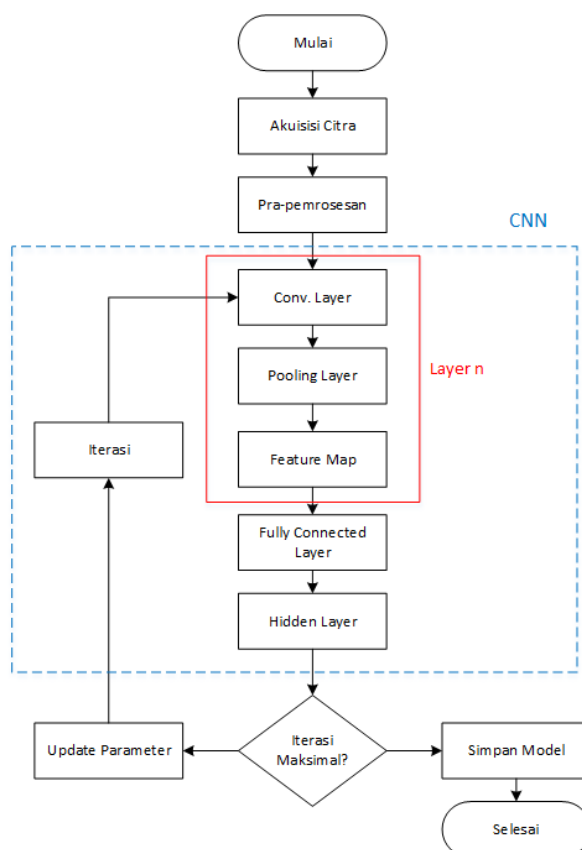 Mulai
Akuisisi Citra
Pra-pemrosesan
CNN
Conv. Layer
Pooling Layer
Layer n
Iterasi
Feature Map
Fully Connected
Layer
Hidden Layer
Update Parameter
Iterasi
Maksimal?
Simpan Model
Selesai